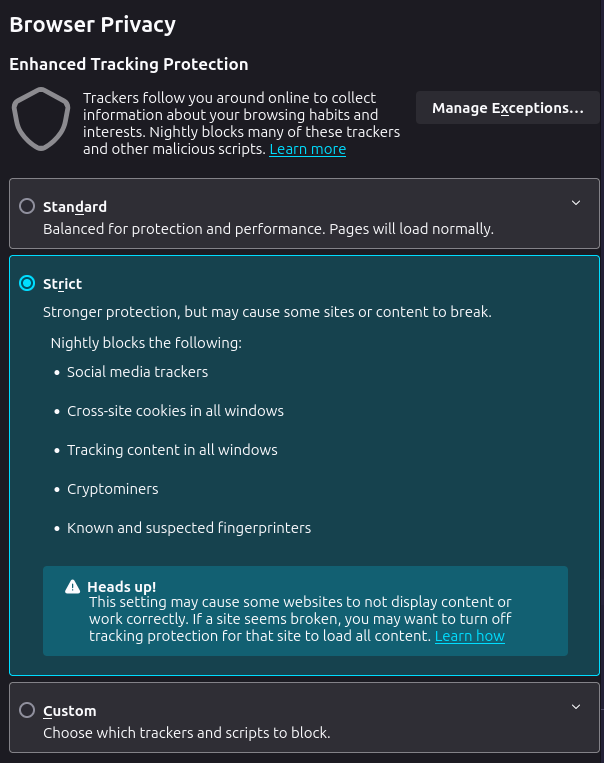 Browser Privacy
Enhanced Tracking Protection
Trackers follow you around online to collect
information about your browsing habits and
interests. Nightly blocks many of these trackers
and other malicious scripts. Learn more
Manage Exceptions…
Standard
Balanced for protection and performance. Pages will load normally.
Strict
Stronger protection, but may cause some sites or content to break.
Nightly blocks the following:
• Social media trackers
• Cross-site cookies in all windows
• Tracking content in all windows
• Cryptominers
• Known and suspected fingerprinters
Heads up!
This setting may cause some websites to not display content or
work correctly. If a site seems broken, you may want to turn off
tracking protection for that site to load all content. Learn how
Custom
Choose which trackers and scripts to block.